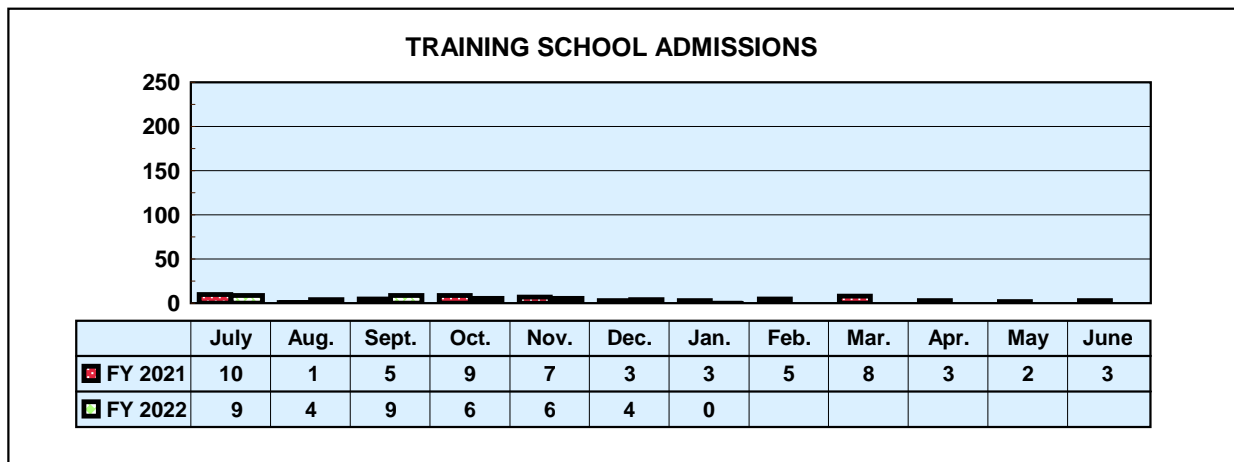 TRAINING SCHOOL ADMISSIONS
250
200
150
100
50
0
July Aug. Sept. Oct. Nov. Dec. Jan. Feb. Mar. Apr. May June
FY 2021 10 1 5 9 7 3 3 5 8 3 2 3
FY 2022 9 4 9 6 6 4 0